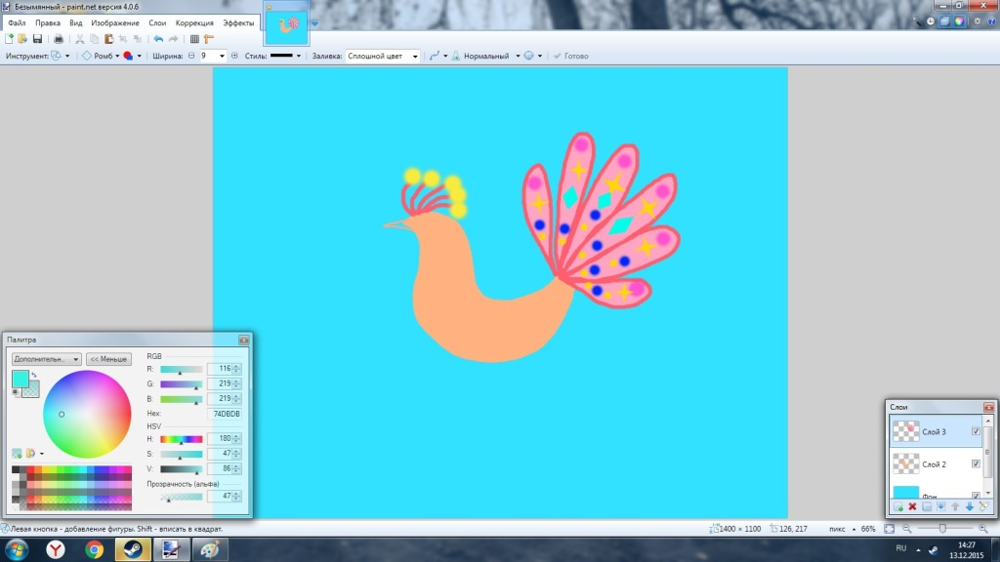 Безымянный - paint.net версия 4.0.6
Файл Правка Вид Изображение Слои Коррекция Эффекты
Инструмент: Ромб Ширина: 9 Стиль: Заливка: Сплошной цвет Нормальный Готово
Палитра
Дополнительн... << Меньше
RGB
R: 116
G: 219
B: 219
Hex: 74DBDB
HSV
H: 180
S: 47
V: 86
Прозрачность (альфа)
47
Слои
Слой 3
Слой 2
Фон
Левая кнопка - добавление фигуры. Shift - вписать в квадрат. 1400 × 1100 126, 217 пикс 66%
RU 14:27
13.12.2015